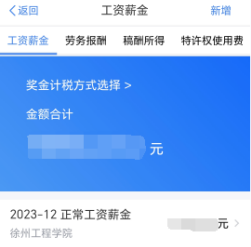 返回 工资薪金 新增
工资薪金 劳务报酬 稿酬所得 特许权使用费
奖金计税方式选择 >
金额合计
元
2023-12 正常工资薪金
元 >
徐州工程学院